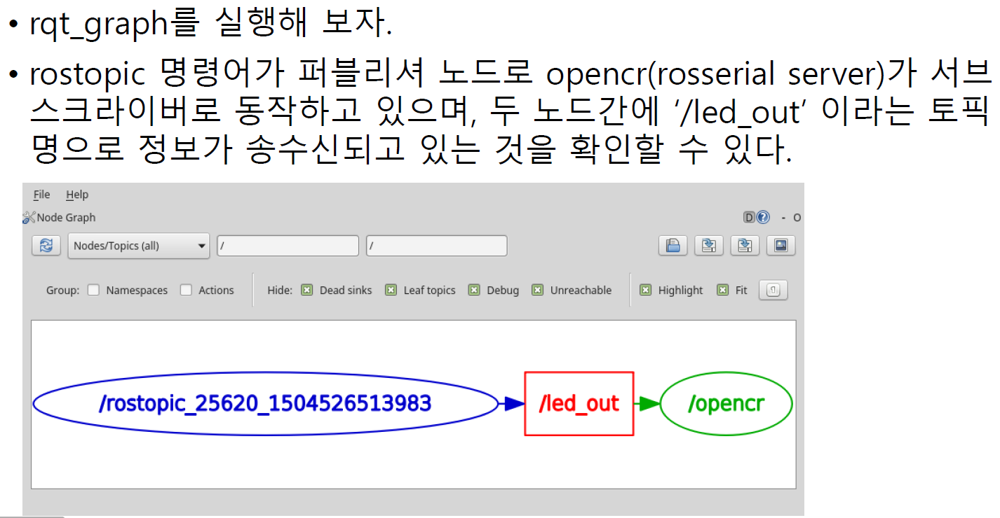 • rqt_graph를 실행해 보자.
• rostopic 명령어가 퍼블리셔 노드로 opencr(rosserial server)가 서브
스크라이버로 동작하고 있으며, 두 노드간에 ‘/led_out’ 이라는 토픽
명으로 정보가 송수신되고 있는 것을 확인할 수 있다.
File Help
Node Graph D ? - O
Nodes/Topics (all) / /
Group: Namespaces Actions Hide: Dead sinks Leaf topics Debug Unreachable Highlight Fit
/rostopic_25620_1504526513983 /led_out /opencr